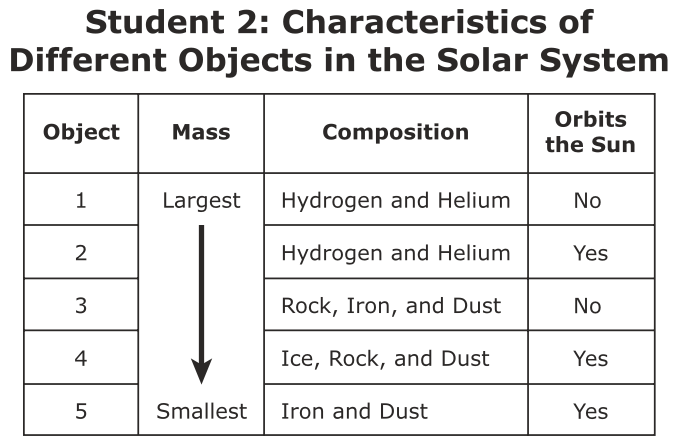 Student 2: Characteristics of
Different Objects in the Solar System
Object Mass Composition Orbits the Sun
1 Largest Hydrogen and Helium No
2 Hydrogen and Helium Yes
3 Rock, Iron, and Dust No
4 Ice, Rock, and Dust Yes
5 Smallest Iron and Dust Yes